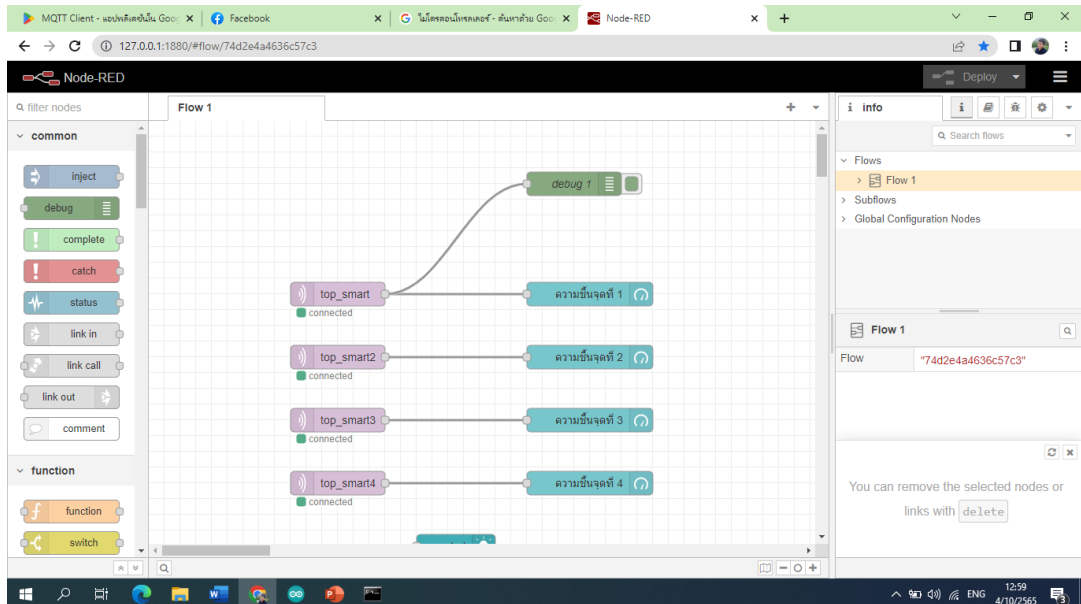 MQTT Client - แอปพลิเคชันใน Goo
Facebook
ไมโครคอนโทรลเลอร์ - ค้นหาด้วย Goo
Node-RED
127.0.0.1:1880/#flow/74d2e4a4636c57c3
Node-RED
Deploy
filter nodes
Flow 1
i info
common
Search flows
inject
debug 1
Flows
Flow 1
debug
Subflows
Global Configuration Nodes
complete
catch
top_smart
ความชื้นจุดที่ 1
status
connected
link in
Flow 1
top_smart2
ความชื้นจุดที่ 2
Flow
"74d2e4a4636c57c3"
link call
connected
link out
top_smart3
ความชื้นจุดที่ 3
comment
connected
function
top_smart4
ความชื้นจุดที่ 4
You can remove the selected nodes or
links with delete
connected
function
switch
ENG
12:59
4/10/2565